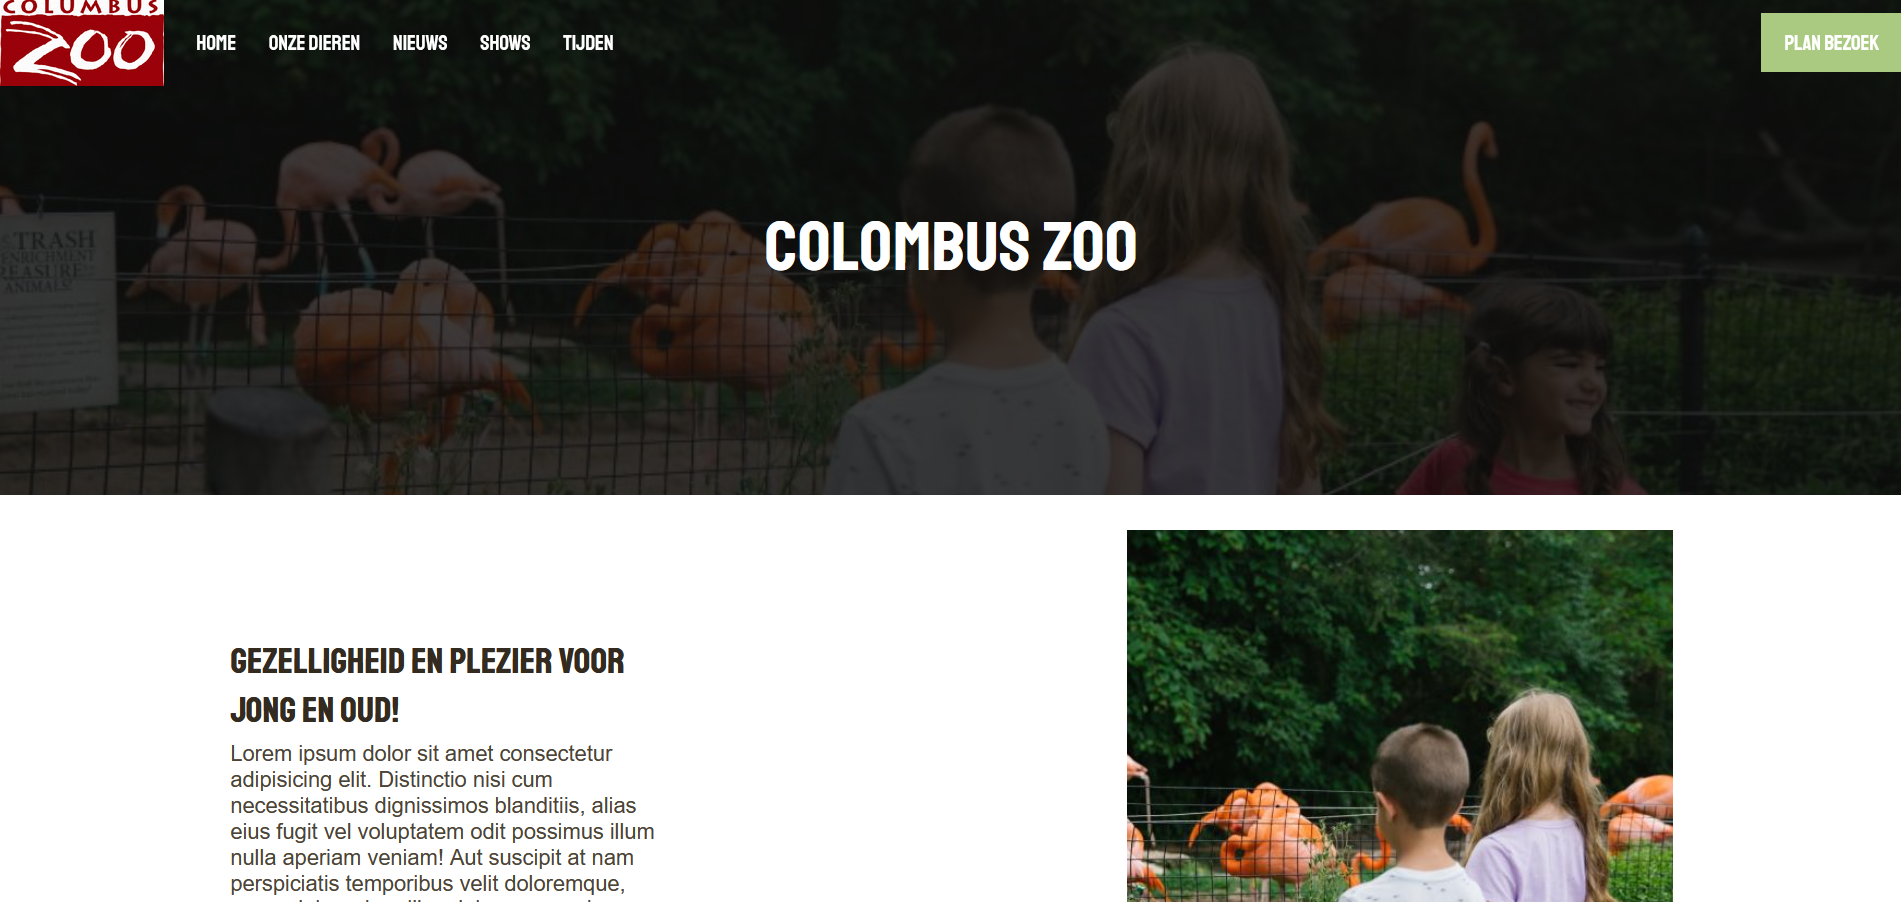 COLUMBUS
ZOO
HOME ONZE DIEREN NIEUWS SHOWS TIJDEN
PLAN BEZOEK
TRASH
ENRICHMENT
TREASURE
ANIMALS!
COLOMBUS ZOO
GEZELLIGHEID EN PLEZIER VOOR
JONG EN OUD!
Lorem ipsum dolor sit amet consectetur
adipisicing elit. Distinctio nisi cum
necessitatibus dignissimos blanditiis, alias
eius fugit vel voluptatem odit possimus illum
nulla aperiam veniam! Aut suscipit at nam
perspiciatis temporibus velit doloremque,